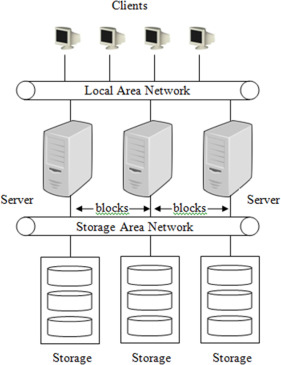 Clients
Local Area Network
Server
Server
blocks
blocks
Storage Area Network
Storage
Storage
Storage